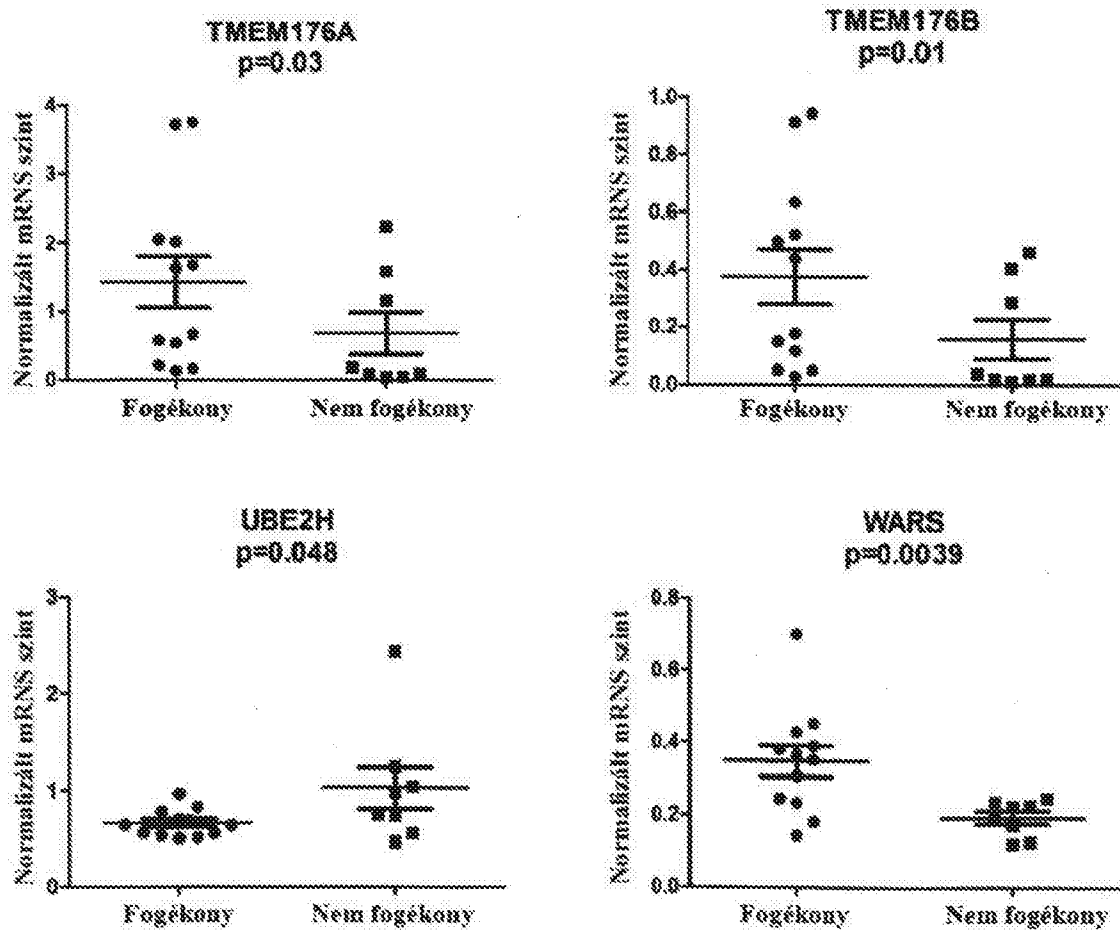 TMEM176A
p=0.03
Normalizált mRNS szint
4
3
2
1
0
Fogékony
Nem fogékony
TMEM176B
p=0.01
Normalizált mRNS szint
1.0
0.8
0.6
0.4
0.2
0.0
Fogékony
Nem fogékony
UBE2H
p=0.048
Normalizált mRNS szint
3
2
1
0
Fogékony
Nem fogékony
WARS
p=0.0039
Normalizált mRNS szint
0.8
0.6
0.4
0.2
0.0
Fogékony
Nem fogékony